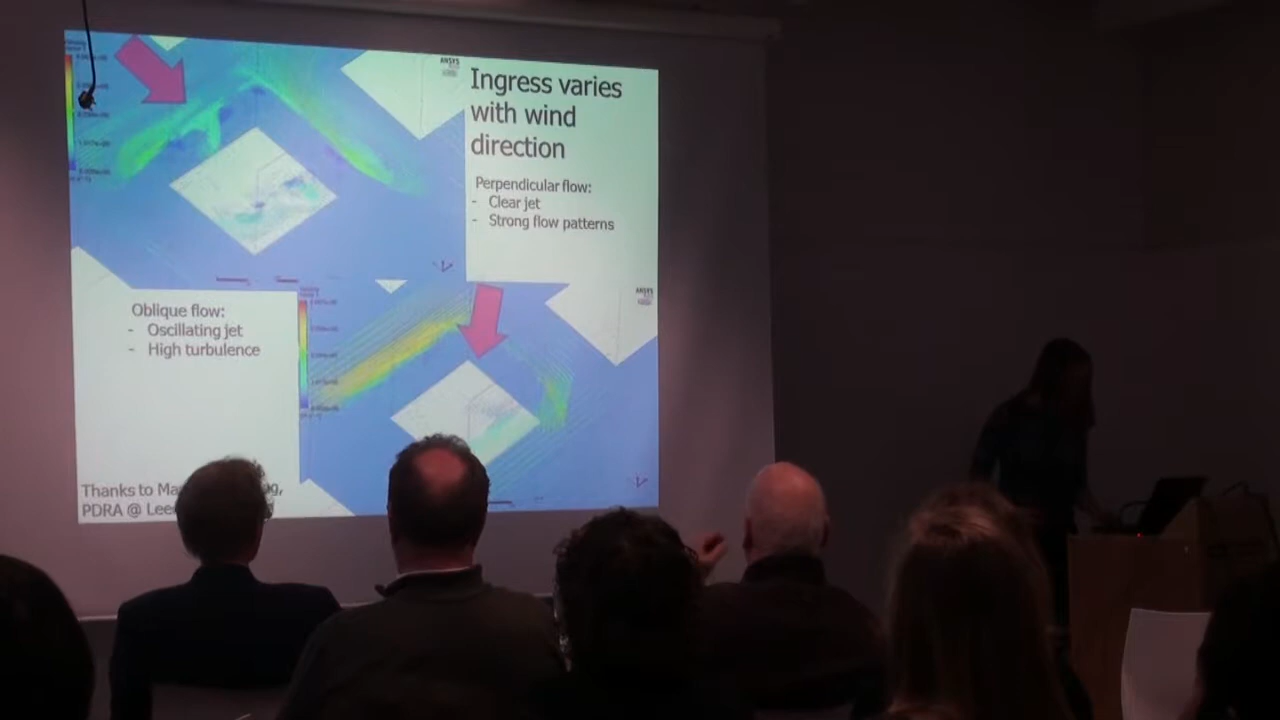 ANSYS
Ingress varies
with wind
direction
Perpendicular flow:
- Clear jet
- Strong flow patterns
ANSYS
Oblique flow:
- Oscillating jet
- High turbulence
Thanks to
PDRA @